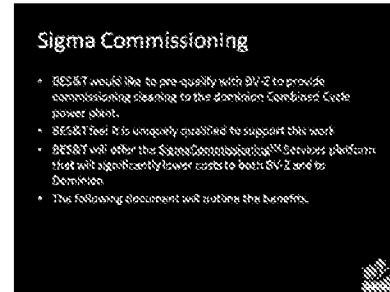 Sigma Commissioning
• BES&T would like to pre-qualify with BV-Z to provide
commissioning cleaning to the dominion Combined Cycle
power plant.
• BES&T feel it is uniquely qualified to support this work
• BES&T will offer the SigmaCommissioning™ Services platform
that will significantly lower costs to both BV-Z and to
Dominion
• The following document will outline the benefits.